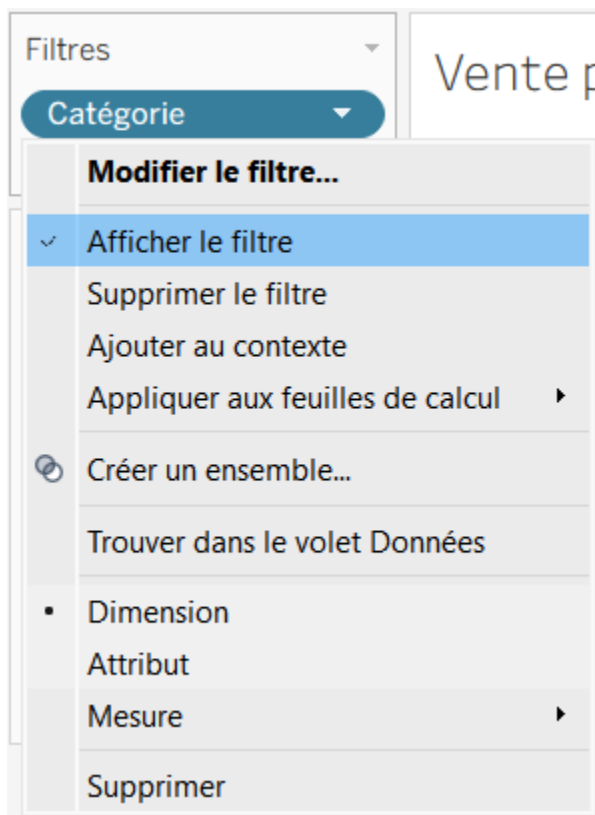 Filtres
Vente
Catégorie
Modifier le filtre...
Afficher le filtre
Supprimer le filtre
Ajouter au contexte
Appliquer aux feuilles de calcul
Créer un ensemble...
Trouver dans le volet Données
Dimension
Attribut
Mesure
Supprimer